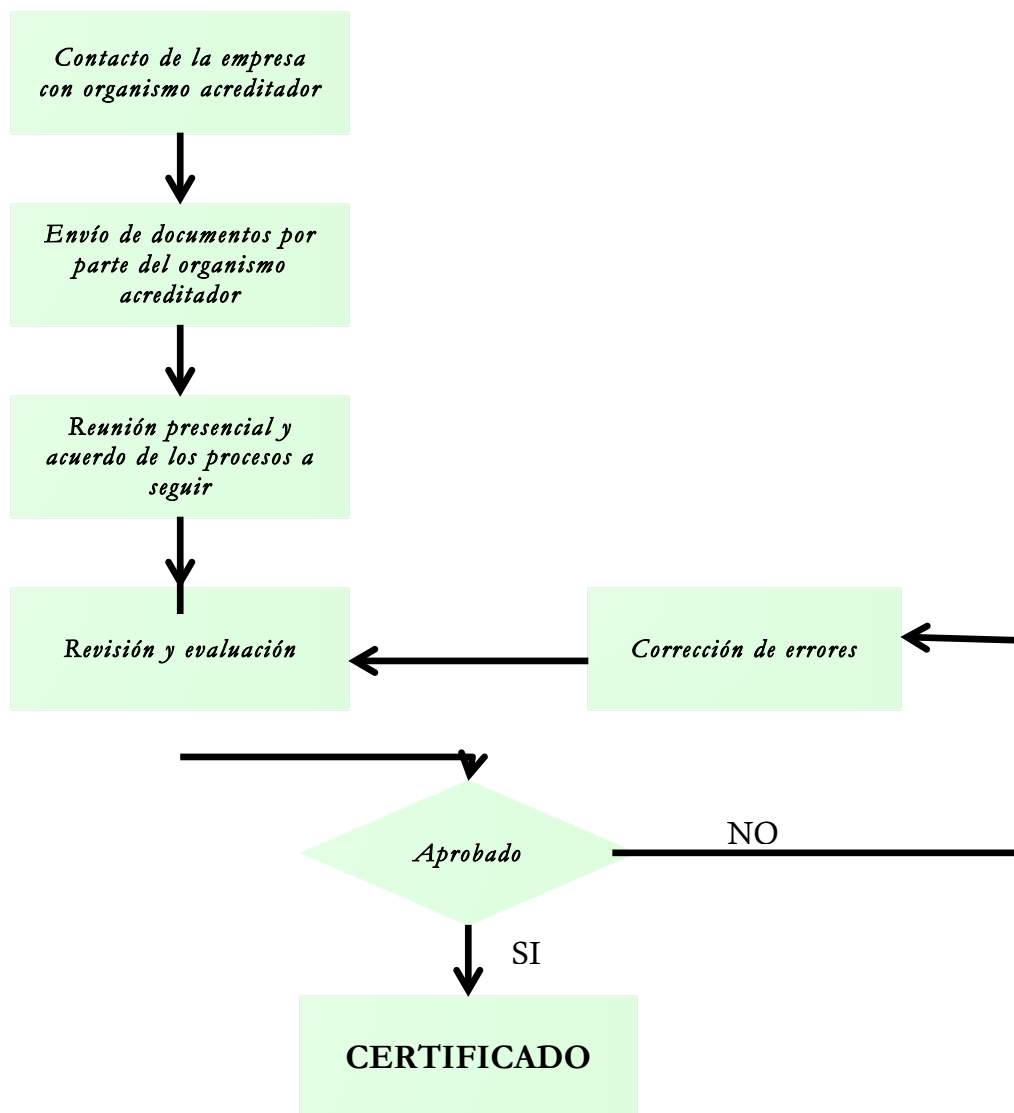 Contacto de la empresa
con organismo acreditador
Envío de documentos por
parte del organismo
acreditador
Reunión presencial y
acuerdo de los procesos a
seguir
Revisión y evaluación
Corrección de errores
Aprobado
NO
SI
CERTIFICADO